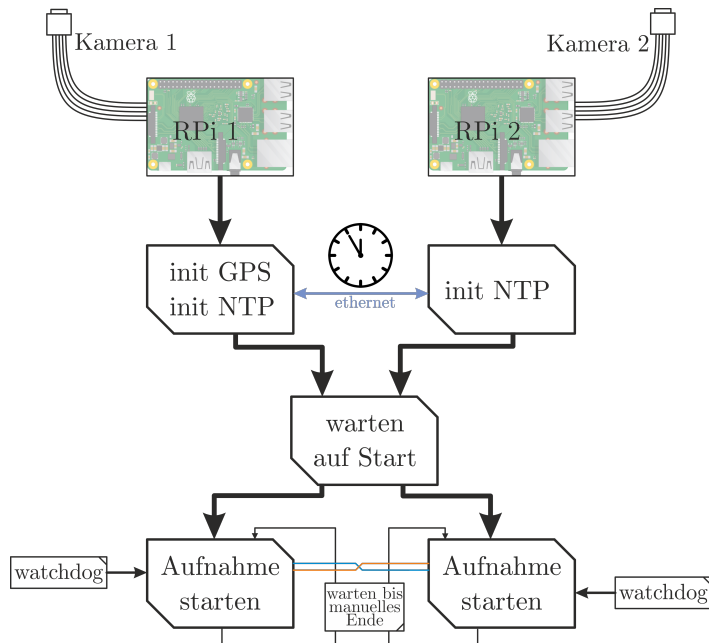 Kamera 1
Kamera 2
RPi 1
RPi 2
init GPS
init NTP
ethernet
init NTP
warten
auf Start
watchdog
Aufnahme
starten
warten bis
manuelles
Ende
Aufnahme
starten
watchdog